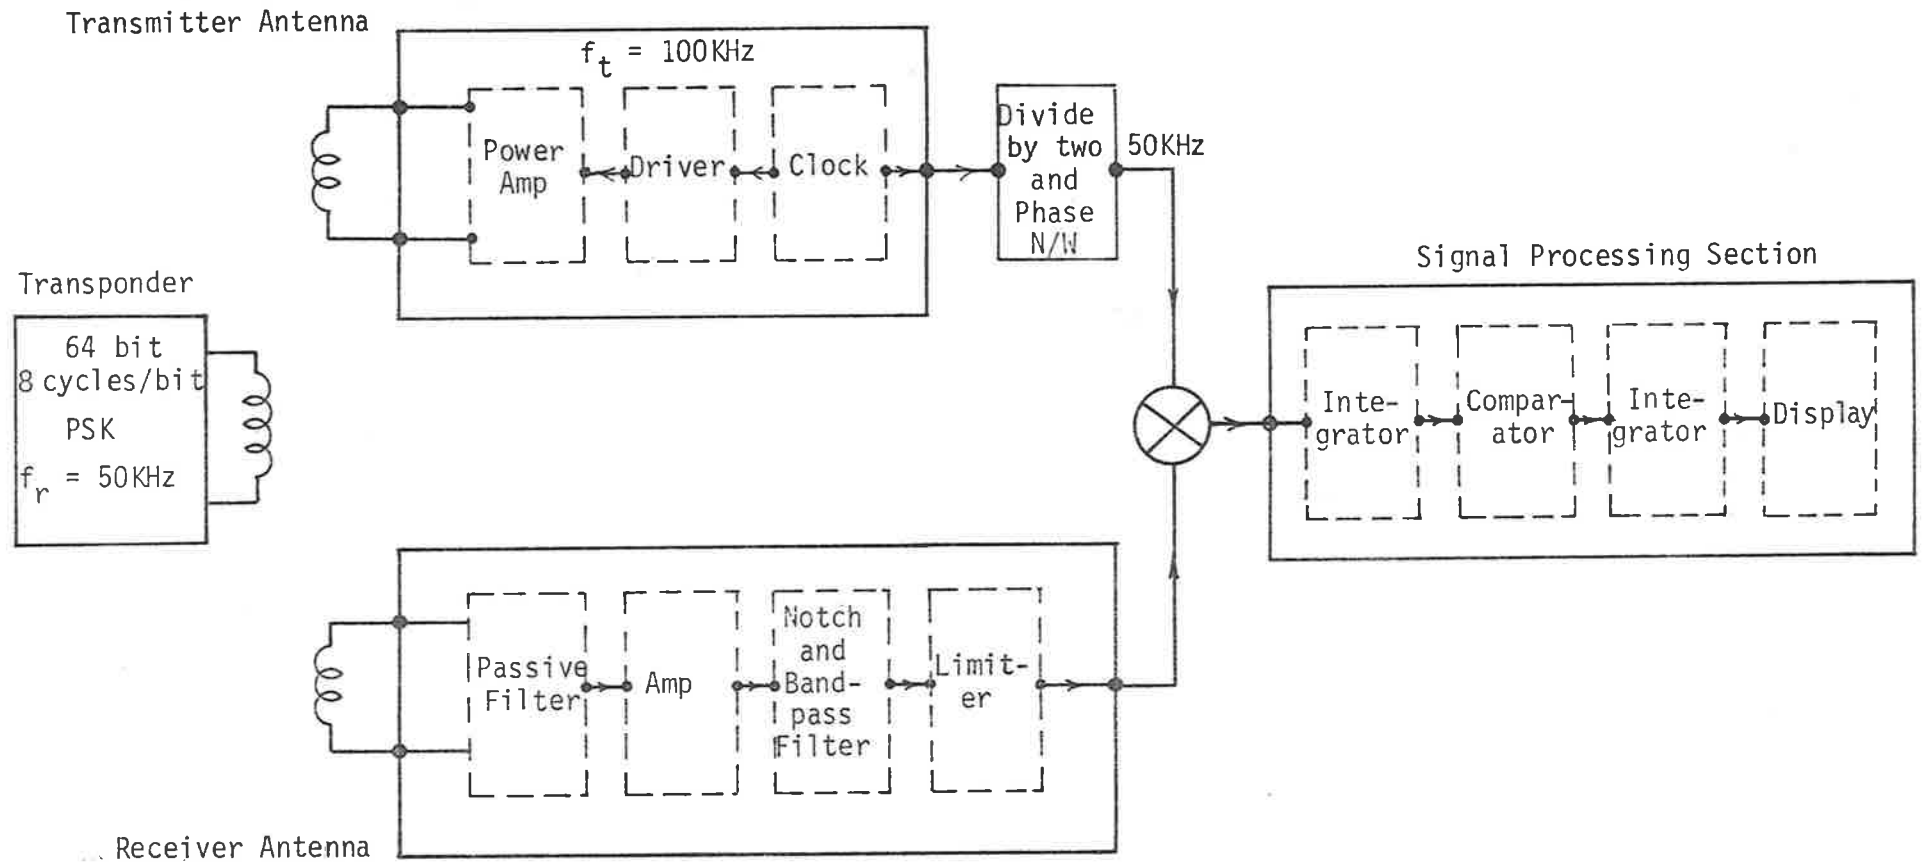 Transmitter Antenna
f_t = 100KHz
Power
Amp
Driver
Clock
Divide
by two
and
Phase
N/W
50KHz
Transponder
64 bit
8 cycles/bit
PSK
f_r = 50KHz
Signal Processing Section
Inte-
grator
Compar-
ator
Inte-
grator
Display
Passive
Filter
Amp
Notch
and
Band-
pass
Filter
Limit-
er
Receiver Antenna